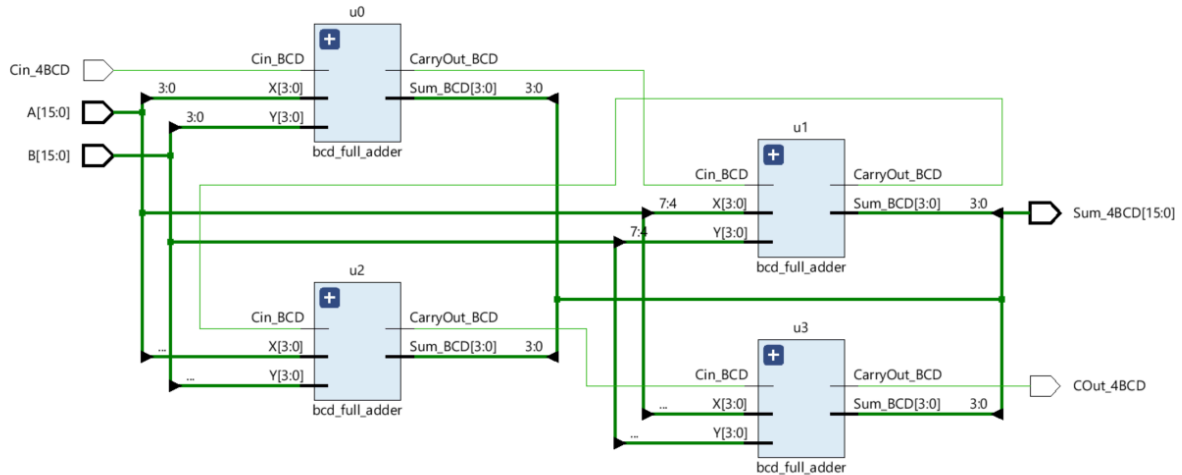 u0
Cin_4BCD
Cin_BCD
CarryOut_BCD
3:0
X[3:0]
Sum_BCD[3:0]
3:0
A[15:0]
3:0
Y[3:0]
B[15:0]
bcd_full_adder
u1
Cin_BCD
CarryOut_BCD
7:4
X[3:0]
Sum_BCD[3:0]
3:0
Sum_4BCD[15:0]
7:4
Y[3:0]
bcd_full_adder
u2
Cin_BCD
CarryOut_BCD
...
X[3:0]
Sum_BCD[3:0]
3:0
...
Y[3:0]
bcd_full_adder
u3
Cin_BCD
CarryOut_BCD
COut_4BCD
...
X[3:0]
Sum_BCD[3:0]
3:0
...
Y[3:0]
bcd_full_adder